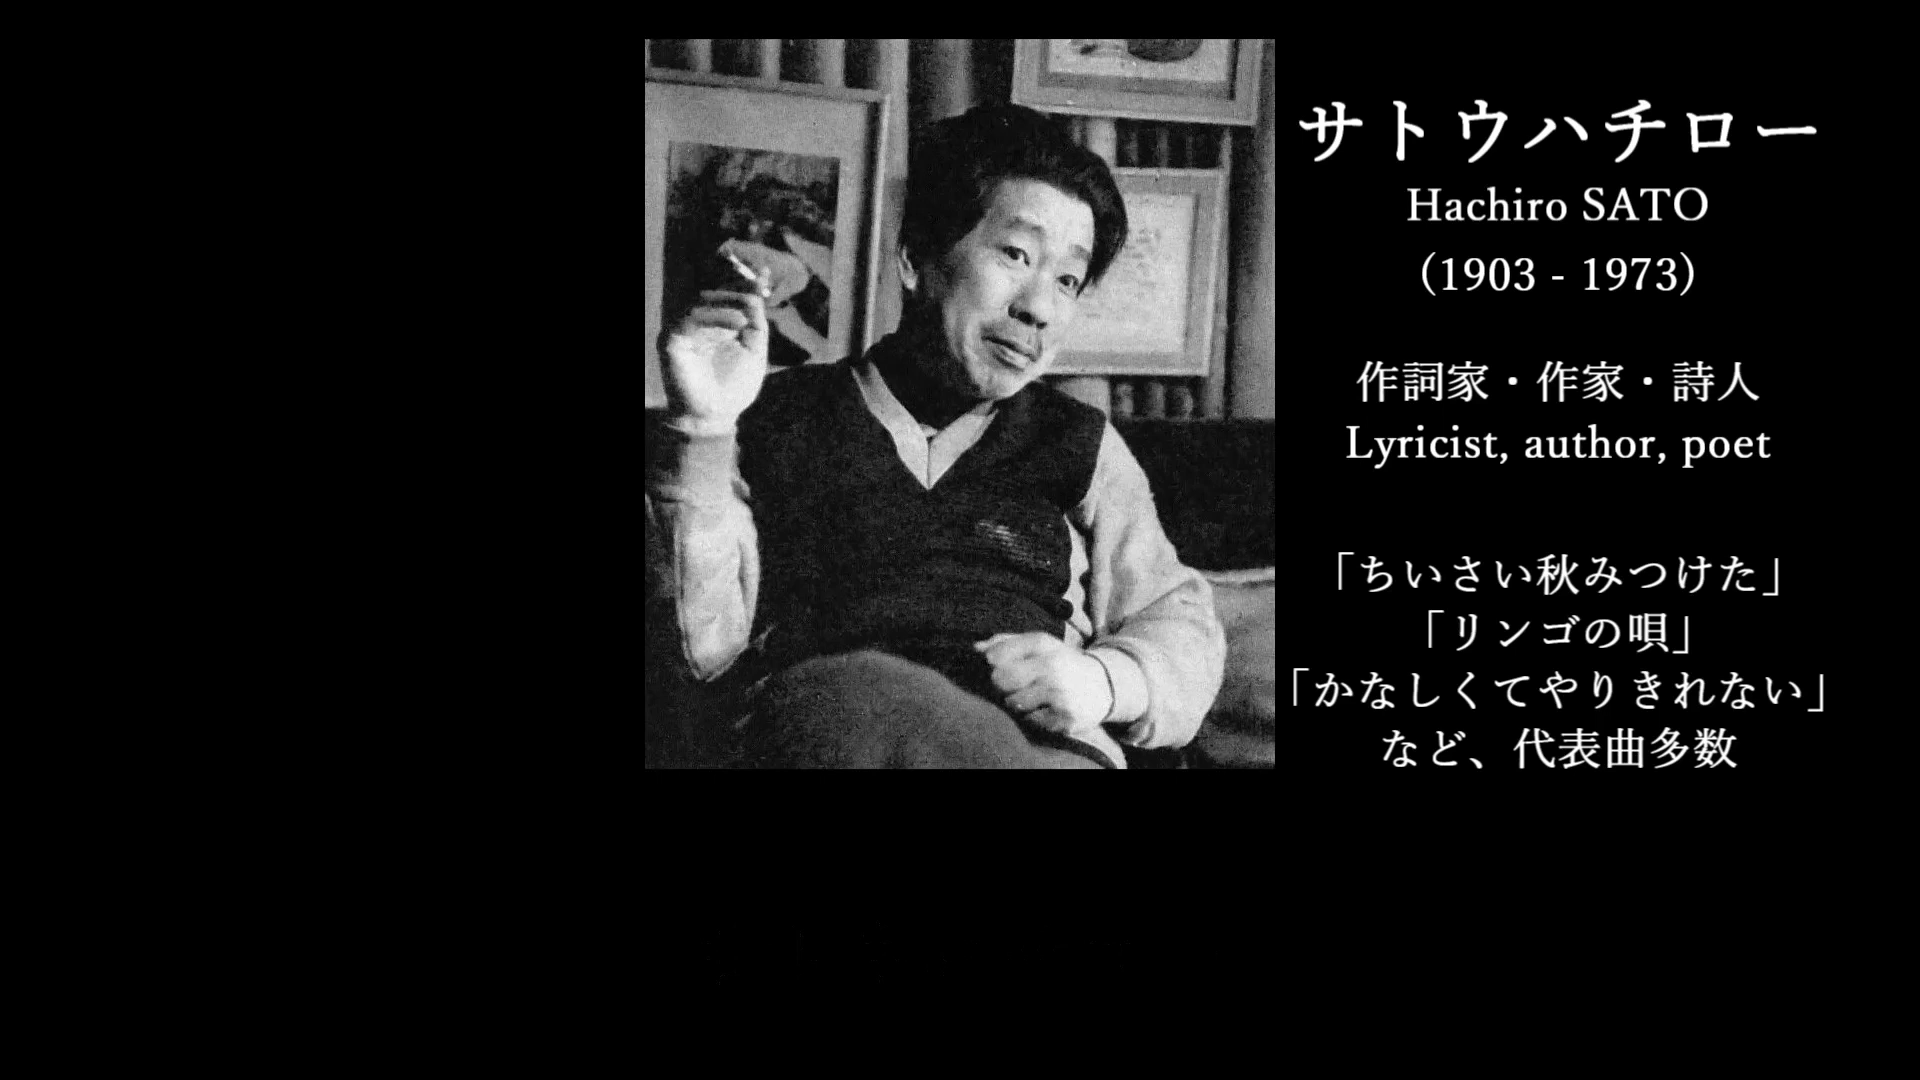 サトウハチロー
Hachiro SATO
（1903 - 1973）
作詞家・作家・詩人
Lyricist, author, poet
「ちいさい秋みつけた」
「リンゴの唄」
「かなしくてやりきれない」
など、代表曲多数